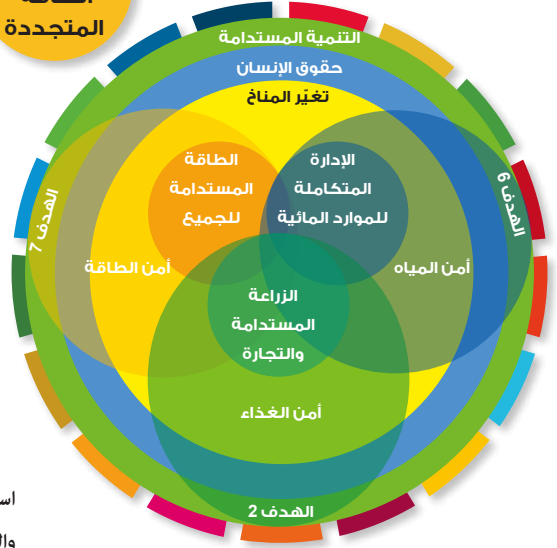 المتجددة
التنمية المستدامة
حقوق الإنسان
تغيّر المناخ
الإدارة
المتكاملة
للموارد المائية
الطاقة
المستدامة
للجميع
الهدف 6
الهدف 7
أمن المياه
أمن الطاقة
الزراعة
المستدامة
والتجارة
أمن الغذاء
الهدف 2